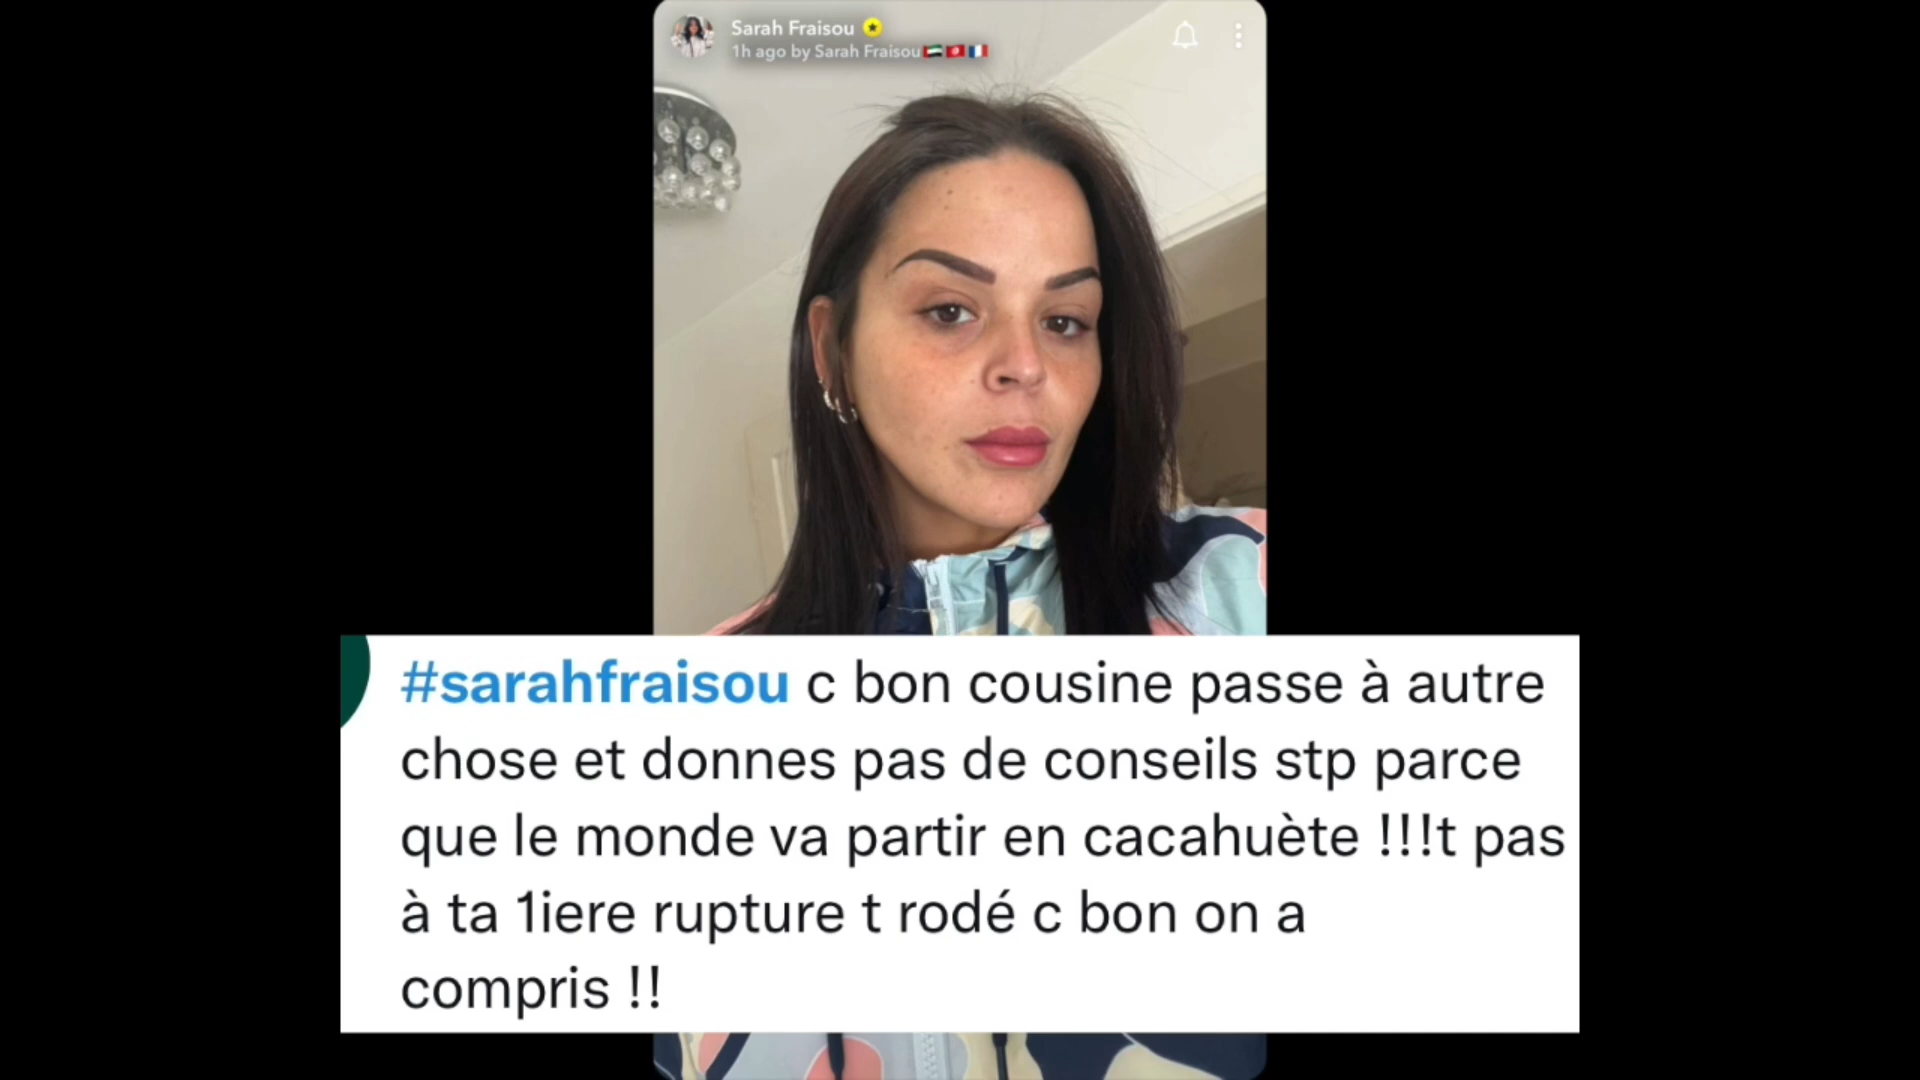 Sarah Fraisou
1h ago by Sarah Fraisou🇦🇪🇹🇳🇫🇷
#sarahfraisou c bon cousine passe à autre
chose et donnes pas de conseils stp parce
que le monde va partir en cacahuète !!!t pas
à ta 1iere rupture t rodé c bon on a
compris !!